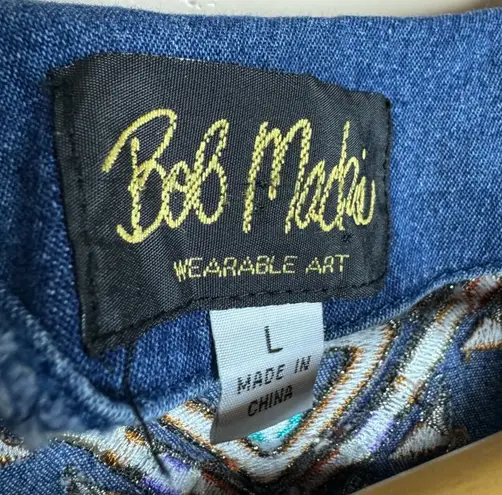 Bob Mackie
WEARABLE ART
L
MADE IN
CHINA